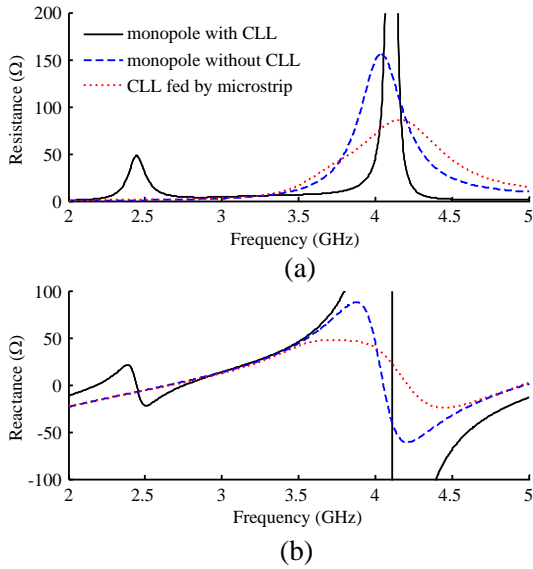 200
150
100
50
0
Resistance (Ω)
monopole with CLL
monopole without CLL
CLL fed by microstrip
2 2.5 3 3.5 4 4.5 5
Frequency (GHz)
(a)
100
50
0
-50
-100
Reactance (Ω)
2 2.5 3 3.5 4 4.5 5
Frequency (GHz)
(b)